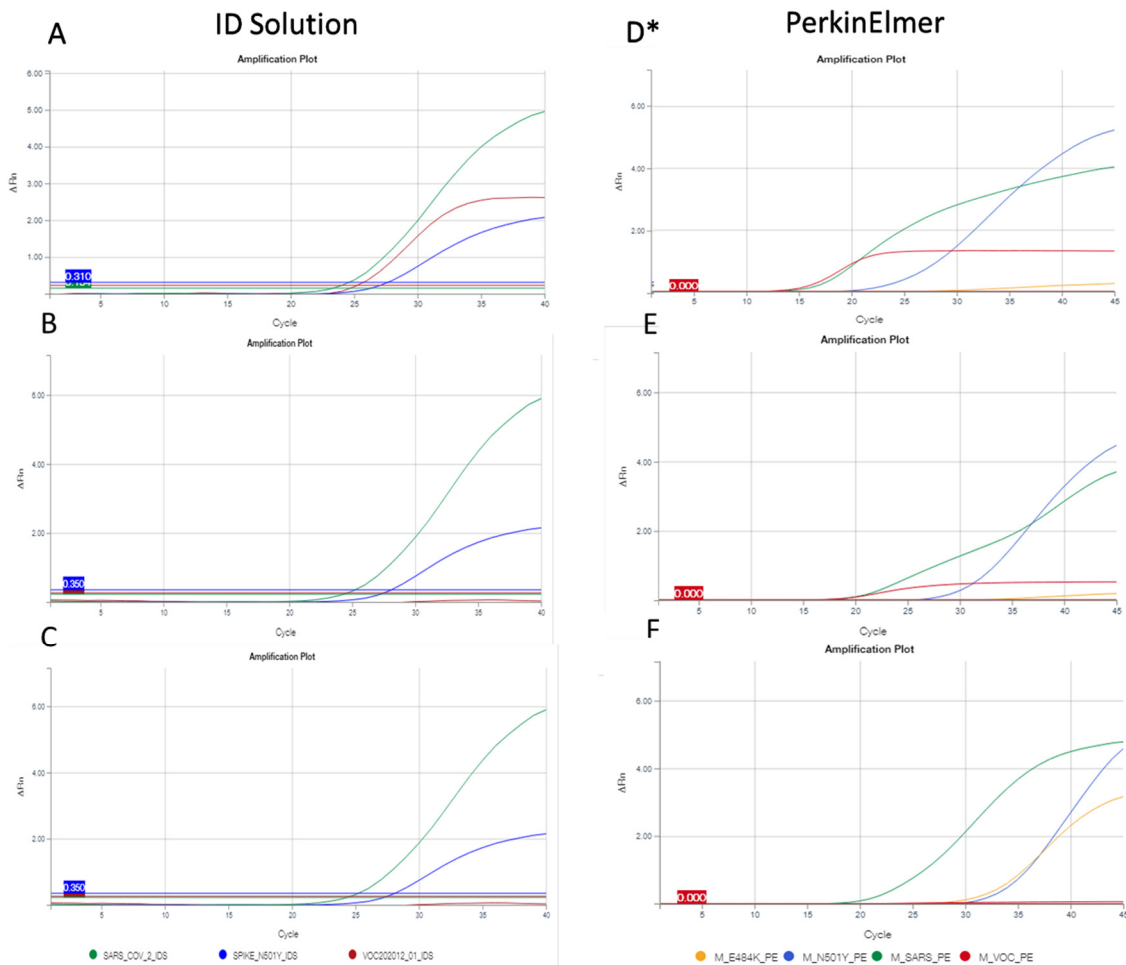 A
ID Solution
Amplification Plot
6.00
5.00
4.00
3.00
2.00
1.00
ΔRn
0.310
5 10 15 20 25 30 35 40
Cycle
B
Amplification Plot
6.00
4.00
2.00
ΔRn
0.350
5 10 15 20 25 30 35 40
Cycle
C
Amplification Plot
6.00
4.00
2.00
ΔRn
0.350
5 10 15 20 25 30 35 40
Cycle
SARS_COV_2_IDS SPIKE_N501Y_IDS VOC202012_01_IDS
D*
PerkinElmer
Amplification Plot
6.00
4.00
2.00
ΔRn
0.000
5 10 15 20 25 30 35 40 45
Cycle
E
Amplification Plot
6.00
4.00
2.00
ΔRn
0.000
5 10 15 20 25 30 35 40 45
Cycle
F
Amplification Plot
6.00
4.00
2.00
ΔRn
0.000
5 10 15 20 25 30 35 40 45
Cycle
M_E484K_PE M_N501Y_PE M_SARS_PE M_VOC_PE